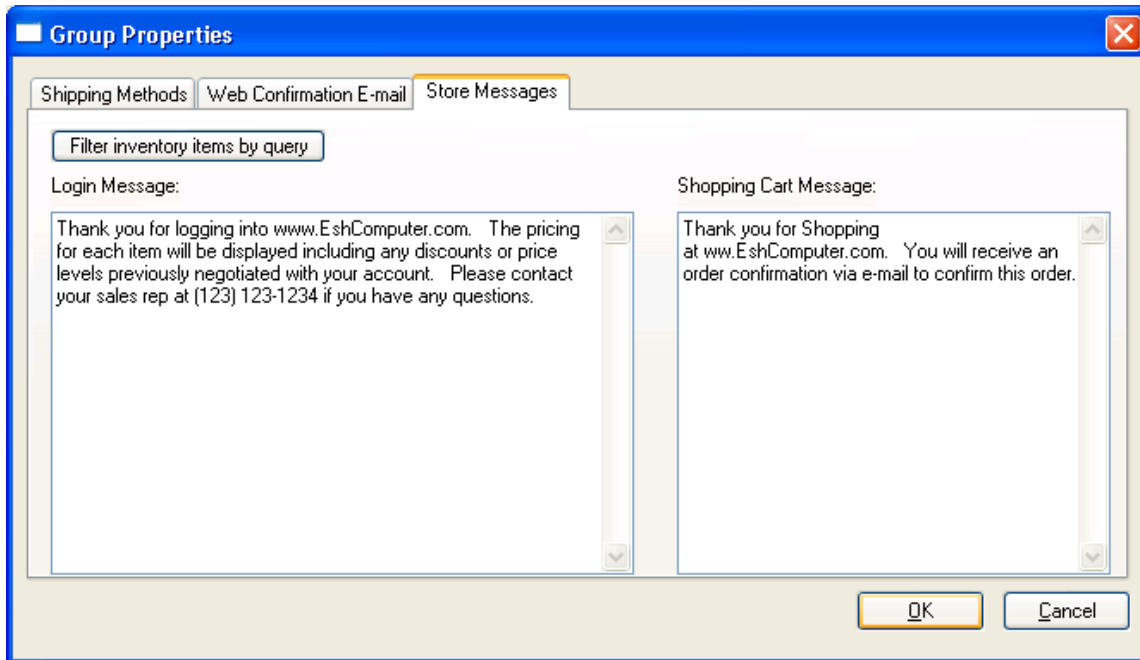 Group Properties
Shipping Methods Web Confirmation E-mail Store Messages
Filter inventory items by query
Login Message:
Thank you for logging into www.EshComputer.com. The pricing
for each item will be displayed including any discounts or price
levels previously negotiated with your account. Please contact
your sales rep at (123) 123-1234 if you have any questions.
Shopping Cart Message:
Thank you for Shopping
at ww.EshComputer.com. You will receive an
order confirmation via e-mail to confirm this order.
OK Cancel